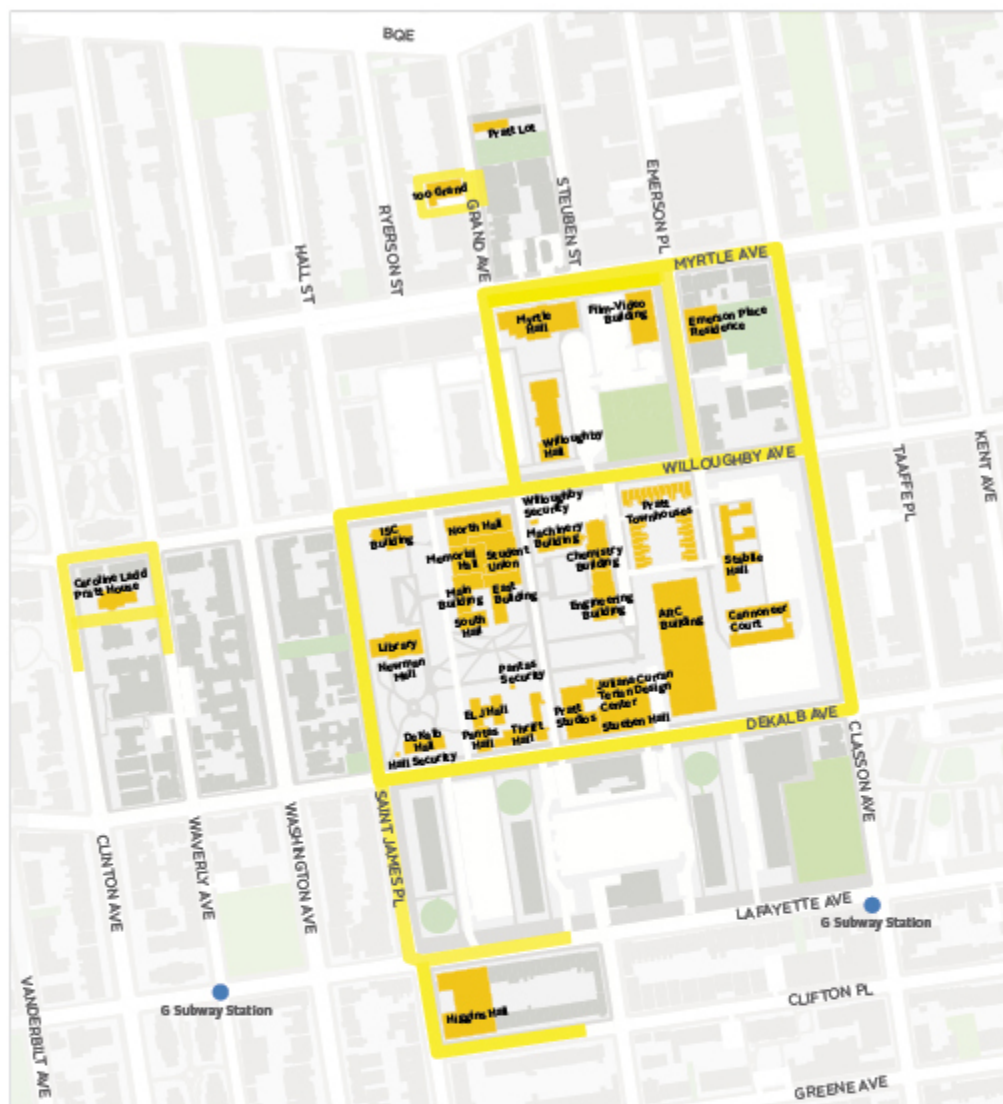 BQE
Pratt Lot
100 Grand
GRAND AVE
STEUBEN ST
EMERSON PL
RYERSON ST
HALL ST
MYRTLE AVE
Myrtle
Hall
Film-Video
Building
Emerson Place
Residence
Willoughby
Hall
WILLOUGHBY AVE
TAAFFE PL
KENT AVE
ISC
Building
North Hall
Willoughby
Security
Machinery
Building
Pratt
Townhouses
Memorial
Hall
Student
Union
Chemistry
Building
Stabile
Hall
Caroline Ladd
Pratt House
Main
Building
East
Building
South
Hall
Engineering
Building
ARC
Building
Cannoneer
Court
Library
Newman
Hall
Pantas
Security
Juliana Curran
Terian Design
Center
ELJ Hall
Pratt
Studios
Steuben Hall
DeKalb
Hall
Pantas
Hall
Thrift
Hall
Hall Security
DEKALB AVE
CLASSON AVE
SAINT JAMES PL
CLINTON AVE
WAVERLY AVE
WASHINGTON AVE
LAFAYETTE AVE
G Subway Station
VANDERBILT AVE
G Subway Station
Higgins Hall
CLIFTON PL
GREENE AVE